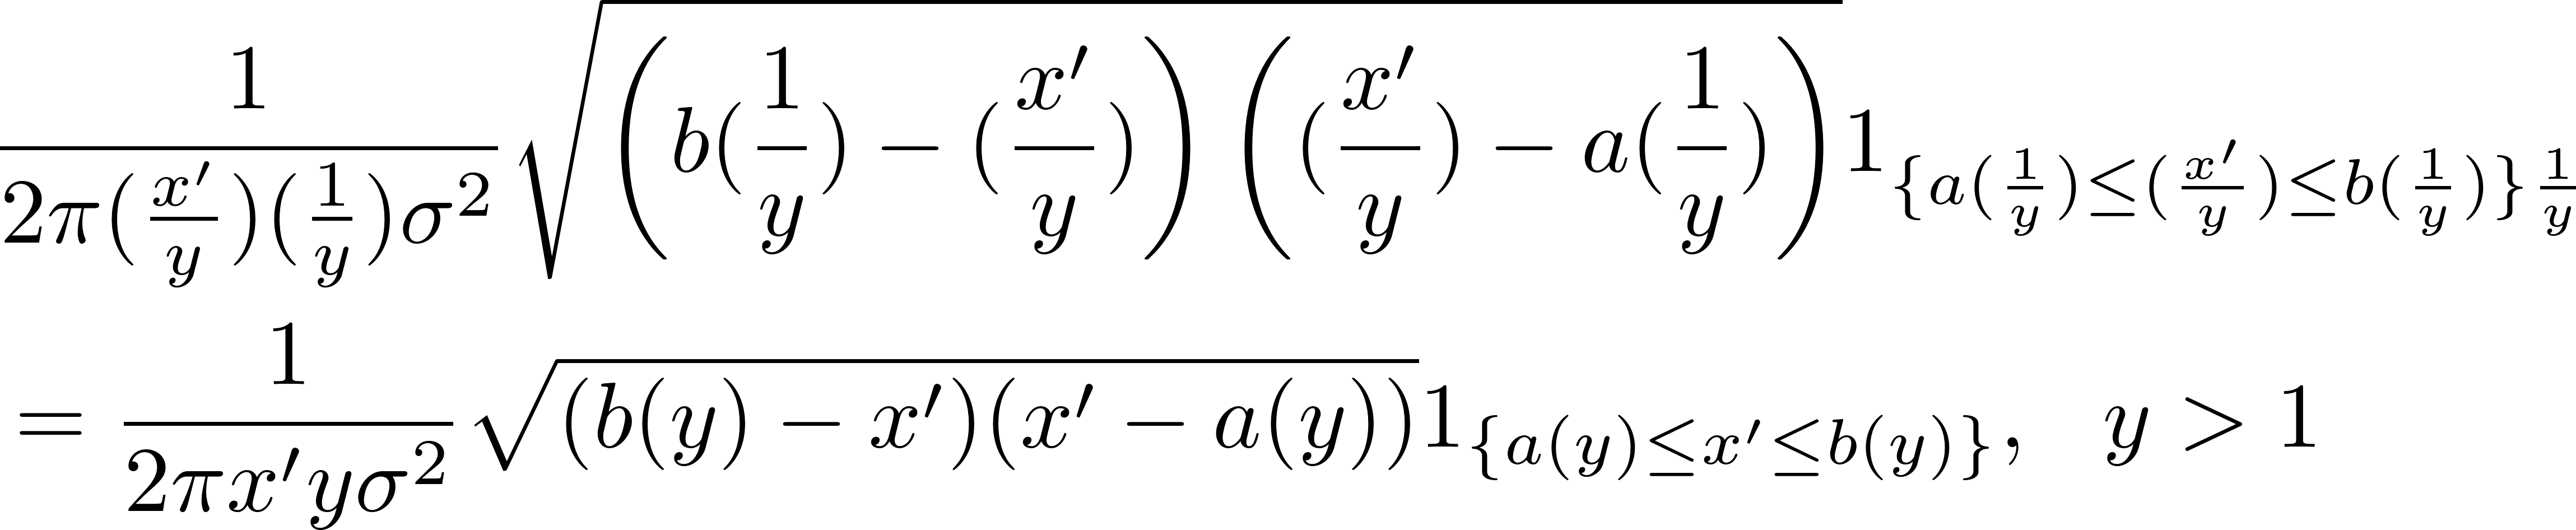 \frac{1}{2\pi(\frac{x'}{y})(\frac{1}{y})\sigma^2}\sqrt{\left(b(\frac{1}{y})-(\frac{x'}{y})\right)\left((\frac{x'}{y})-a(\frac{1}{y})\right)}1_{\{a(\frac{1}{y})\leq(\frac{x'}{y})\leq b(\frac{1}{y})\}\frac{1}{y}}
=\frac{1}{2\pi x'y\sigma^2}\sqrt{(b(y)-x')(x'-a(y))}1_{\{a(y)\leq x'\leq b(y)\}},\quad y>1